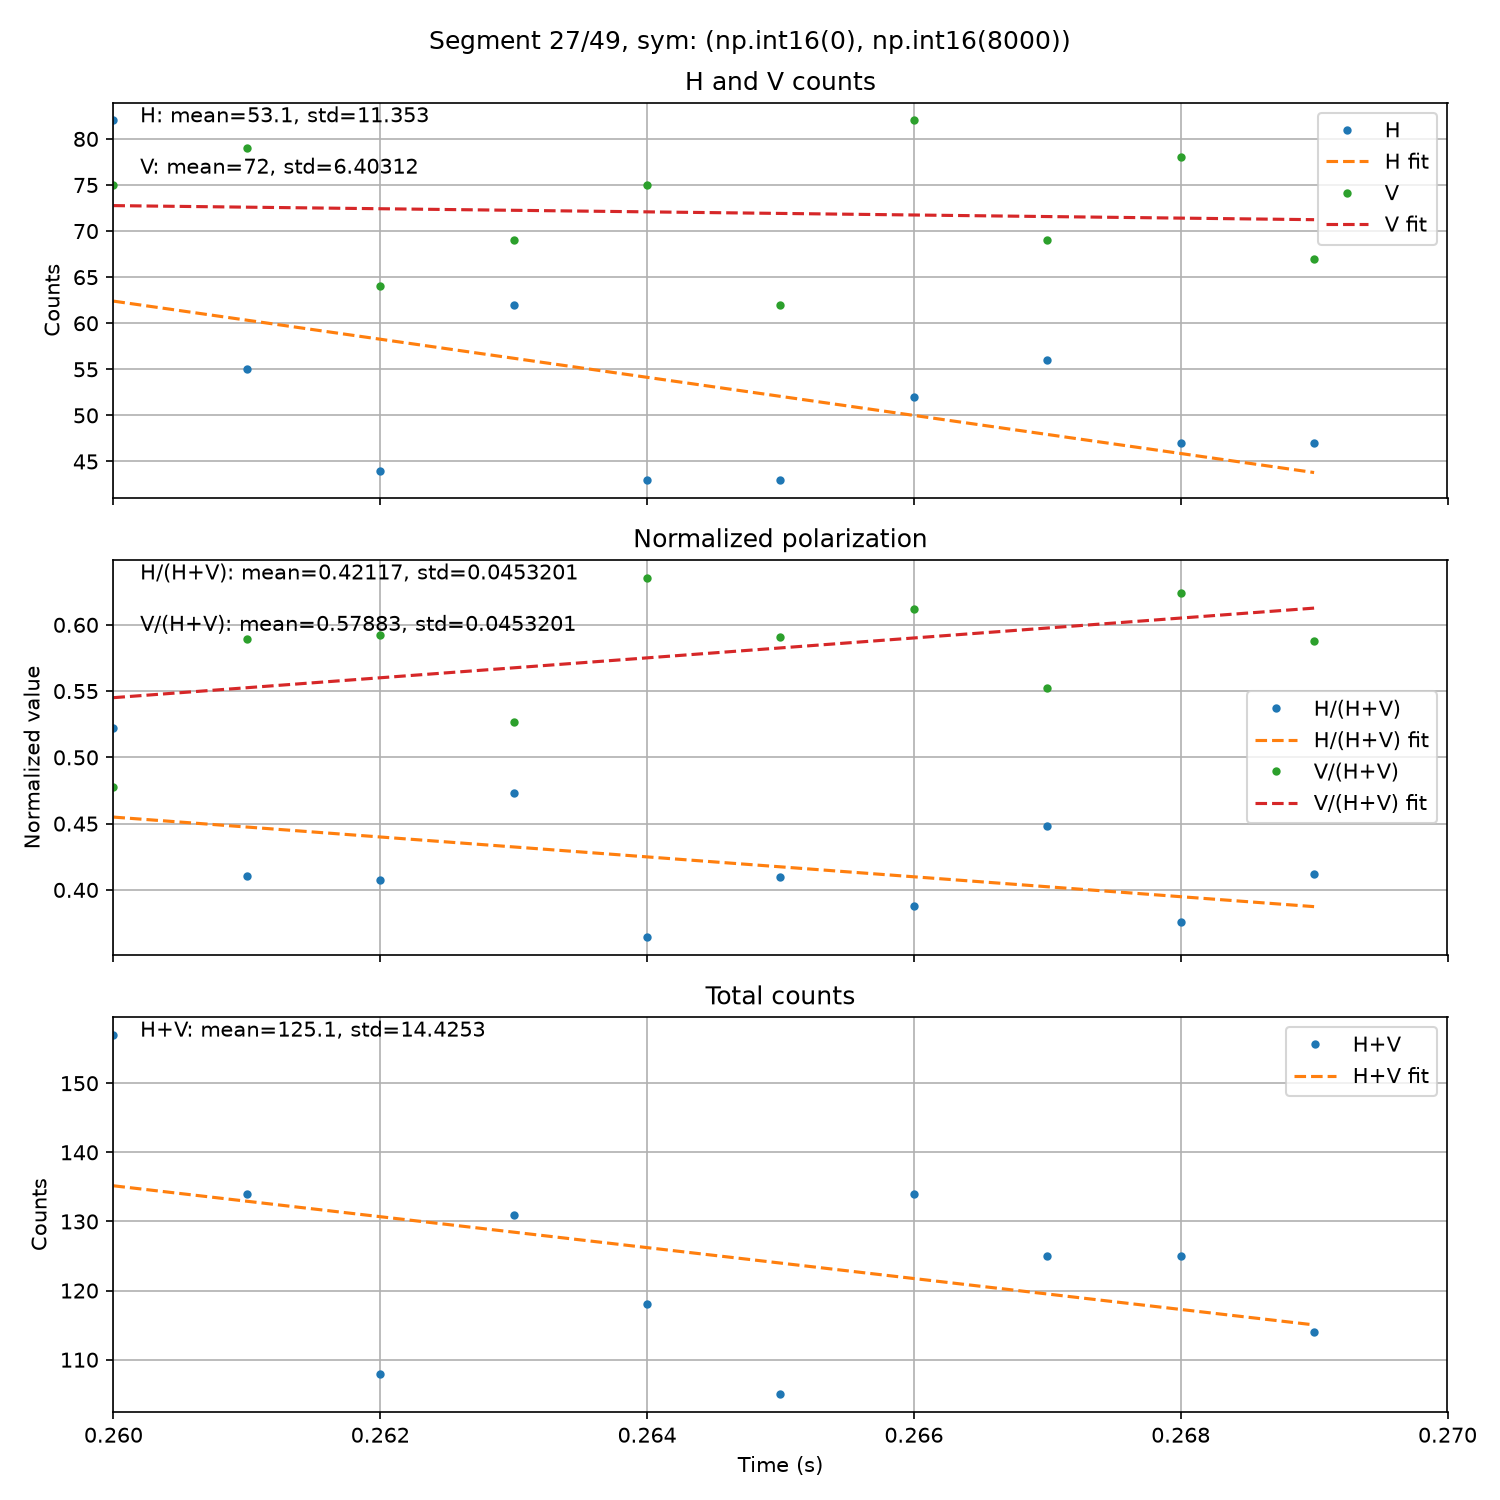 Segment 27/49, sym: (np.int16(0), np.int16(8000))
H and V counts
H: mean=53.1, std=11.353
V: mean=72, std=6.40312
H
H fit
V
V fit
80
75
70
65
60
55
50
45
Counts
Normalized polarization
H/(H+V): mean=0.42117, std=0.0453201
V/(H+V): mean=0.57883, std=0.0453201
H/(H+V)
H/(H+V) fit
V/(H+V)
V/(H+V) fit
0.60
0.55
0.50
0.45
0.40
Normalized value
Total counts
H+V: mean=125.1, std=14.4253
H+V
H+V fit
150
140
130
120
110
Counts
0.260 0.262 0.264 0.266 0.268 0.270
Time (s)